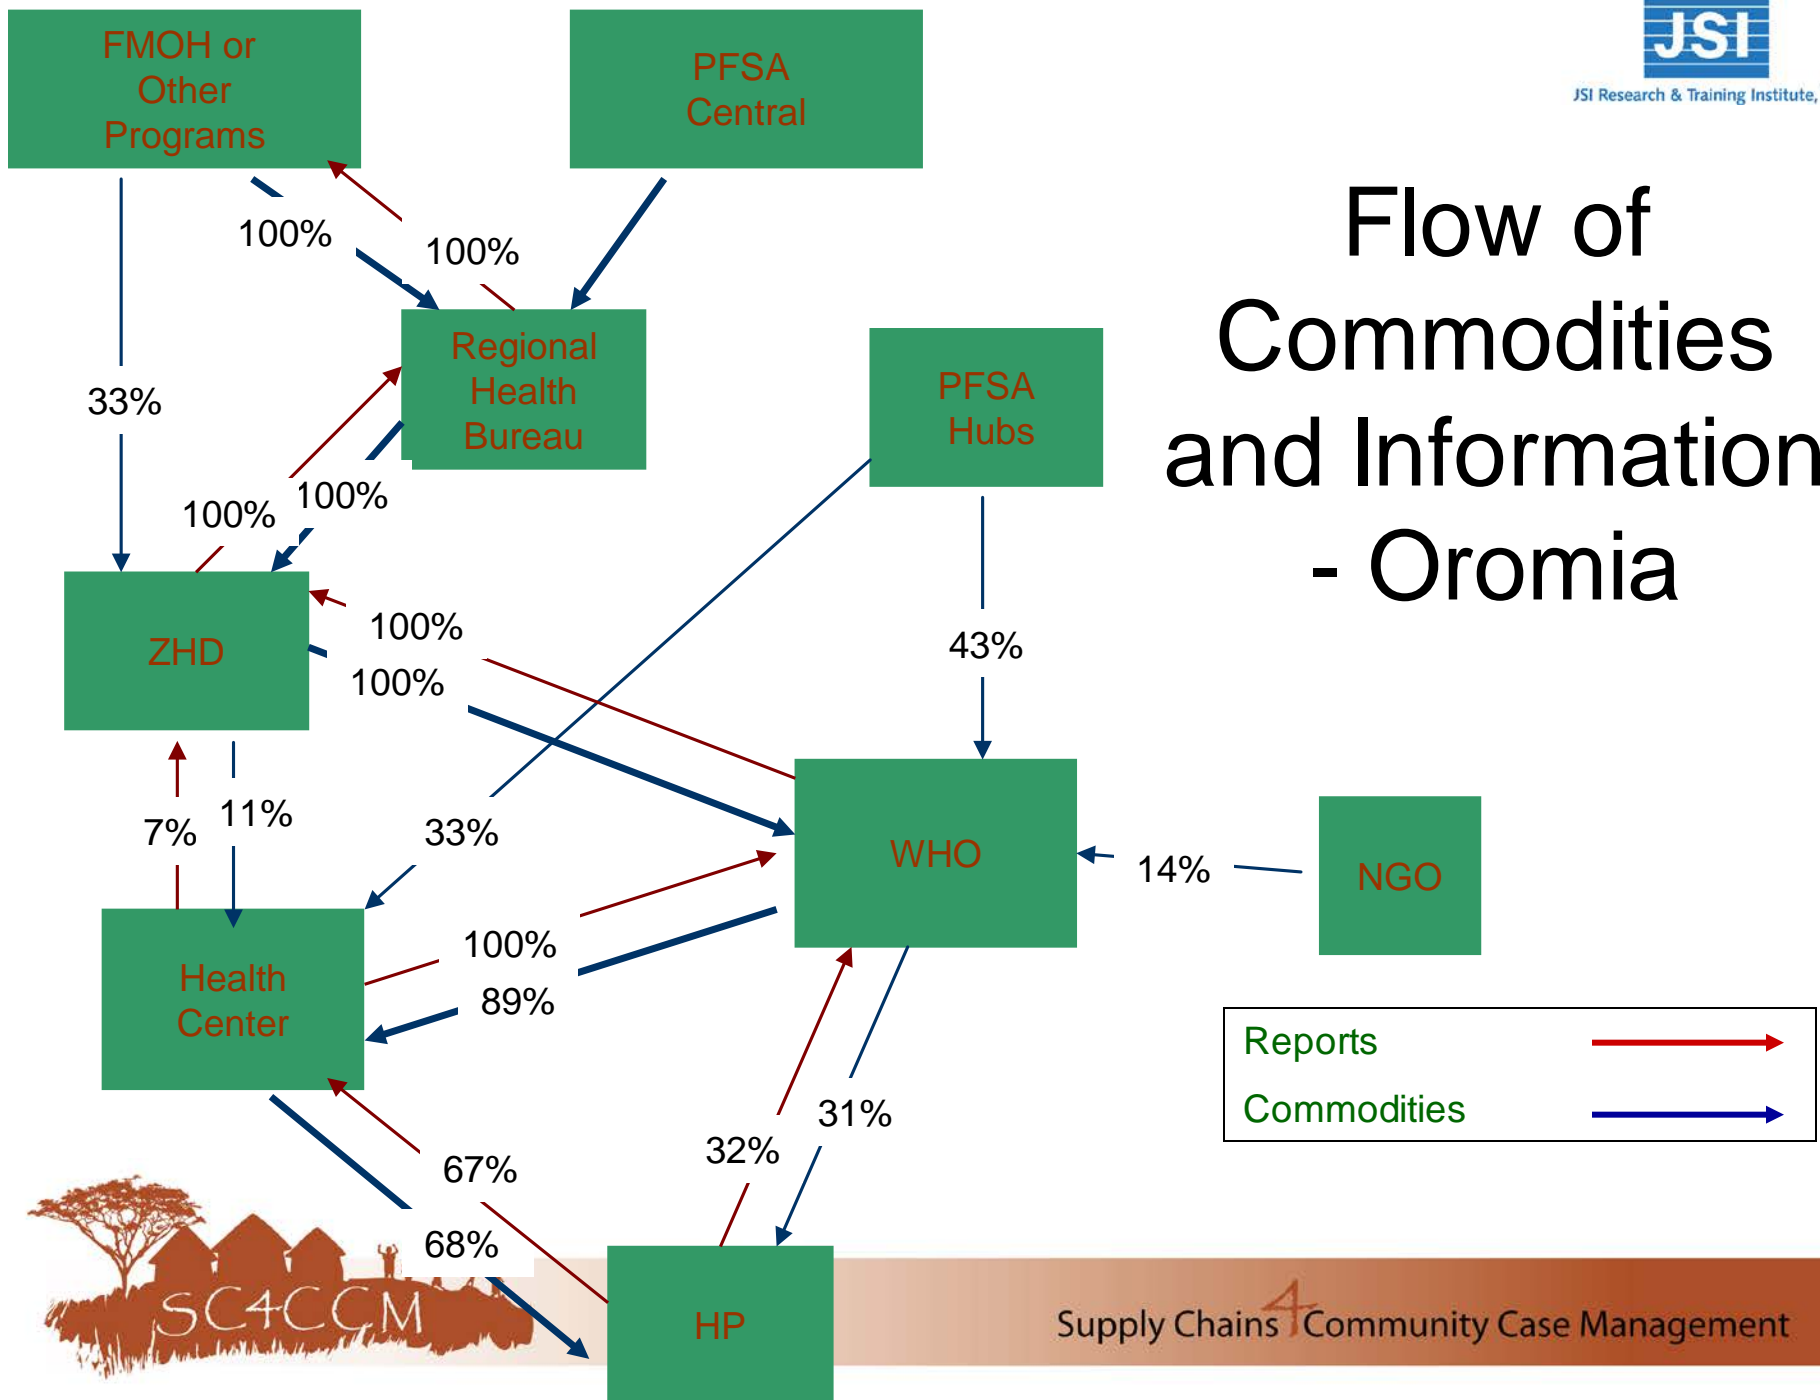 FMOH or
Other
Programs
PFSA
Central
JSI
JSI Research & Training Institute,
Flow of
Commodities
and Information
- Oromia
100%
100%
Regional
Health
Bureau
PFSA
Hubs
33%
100%
100%
ZHD
100%
100%
43%
7%
11%
33%
WHO
14%
NGO
Health
Center
100%
89%
Reports
Commodities
67%
68%
32%
31%
HP
SC4CCM
Supply Chains 4 Community Case Management